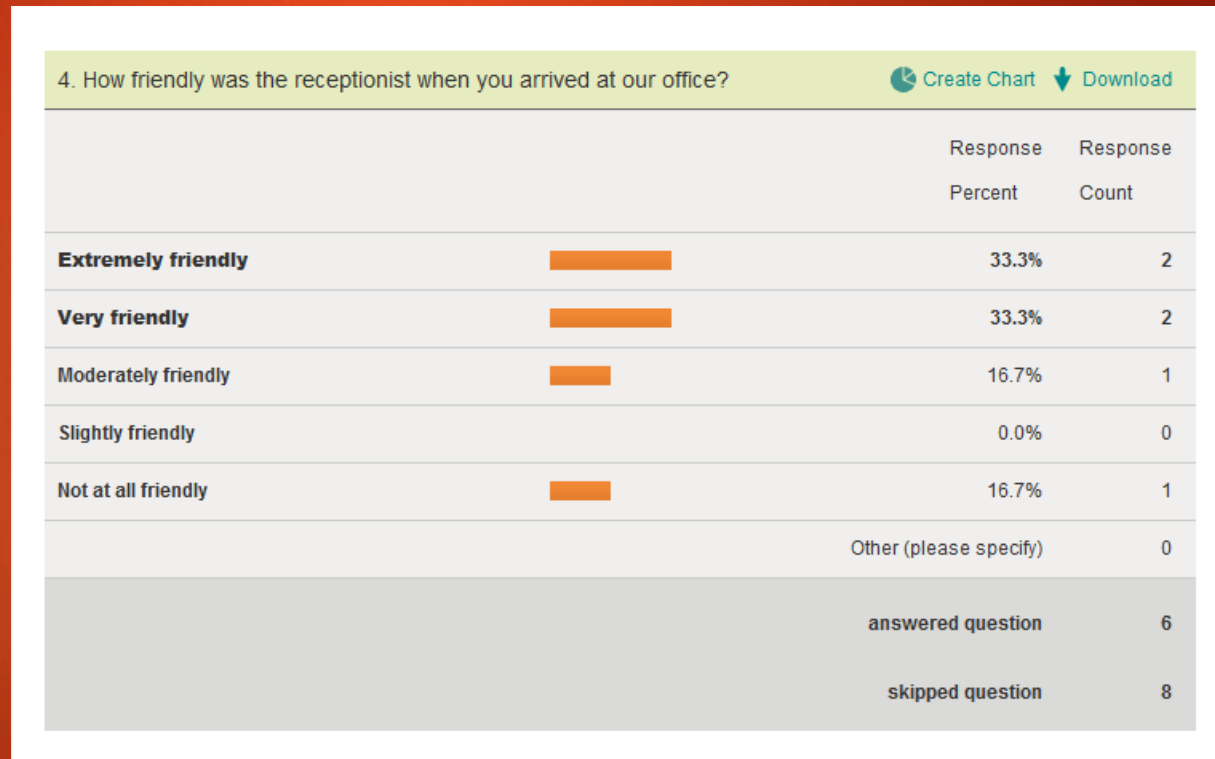 4. How friendly was the receptionist when you arrived at our office? Create Chart Download
Response Response
Percent Count
Extremely friendly 33.3% 2
Very friendly 33.3% 2
Moderately friendly 16.7% 1
Slightly friendly 0.0% 0
Not at all friendly 16.7% 1
Other (please specify) 0
answered question 6
skipped question 8